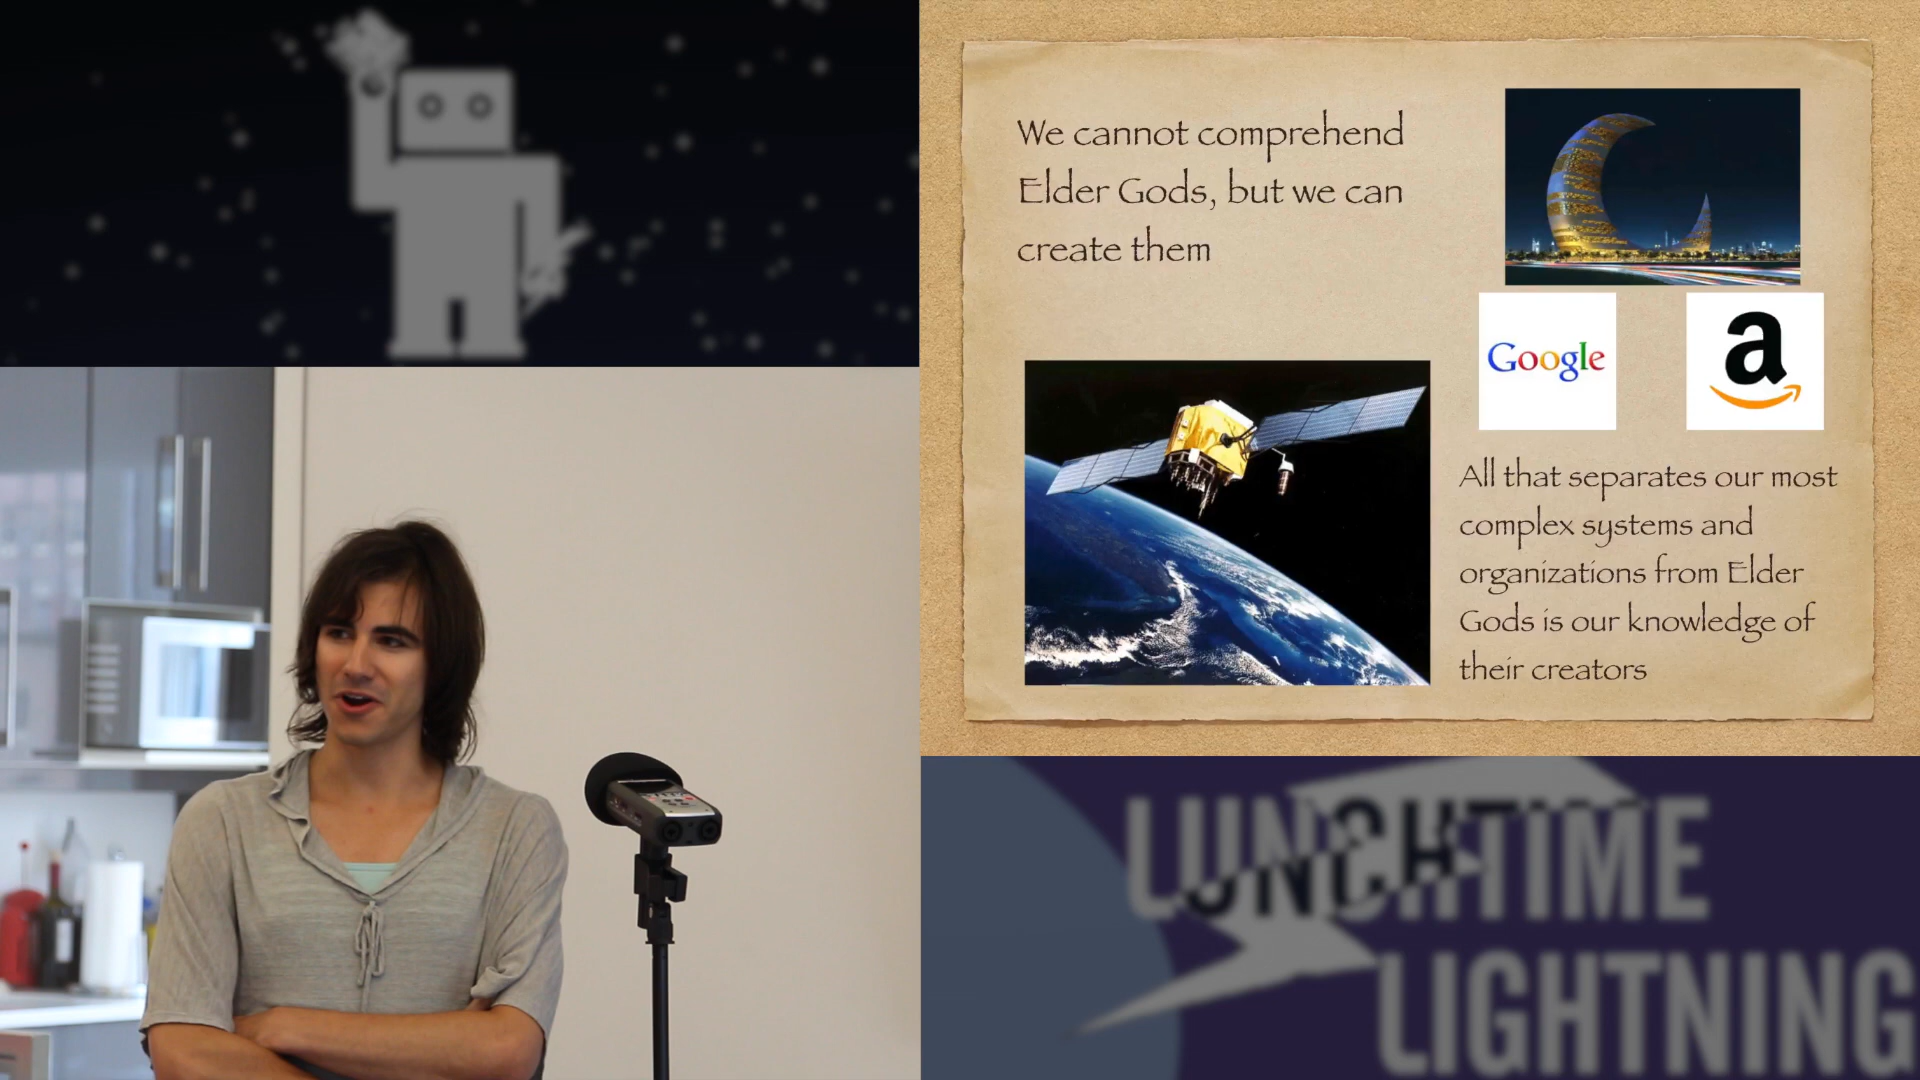 We cannot comprehend
Elder Gods, but we can
create them
Google
a
All that separates our most
complex systems and
organizations from Elder
Gods is our knowledge of
their creators
LUNCHTIME
LIGHTNING